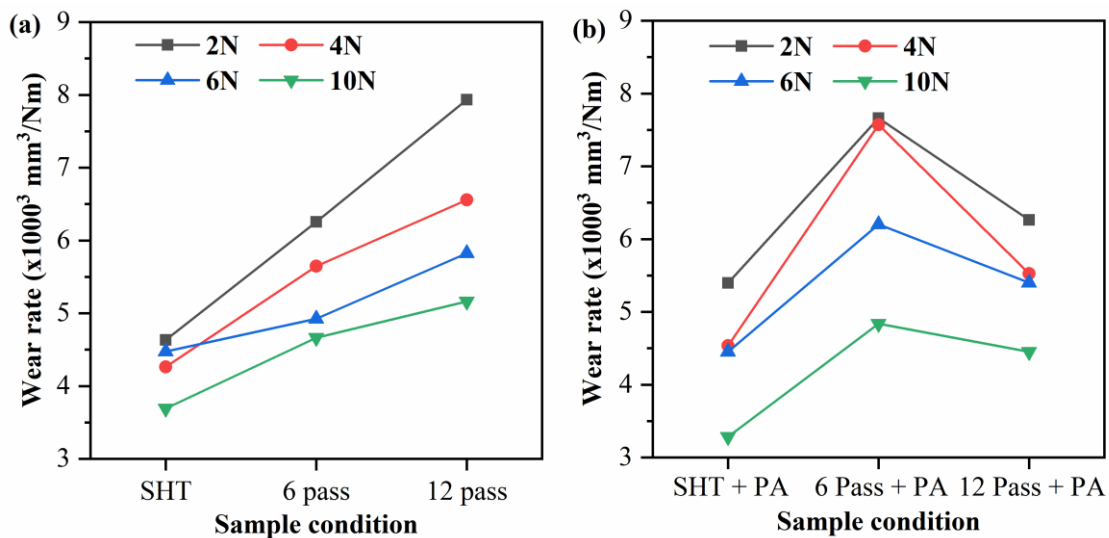 (a)
2N
4N
6N
10N
9
8
7
6
5
4
3
Wear rate (x1000³ mm³/Nm)
SHT
6 pass
12 pass
Sample condition
(b)
2N
4N
6N
10N
9
8
7
6
5
4
3
Wear rate (x1000³ mm³/Nm)
SHT + PA
6 Pass + PA
12 Pass + PA
Sample condition